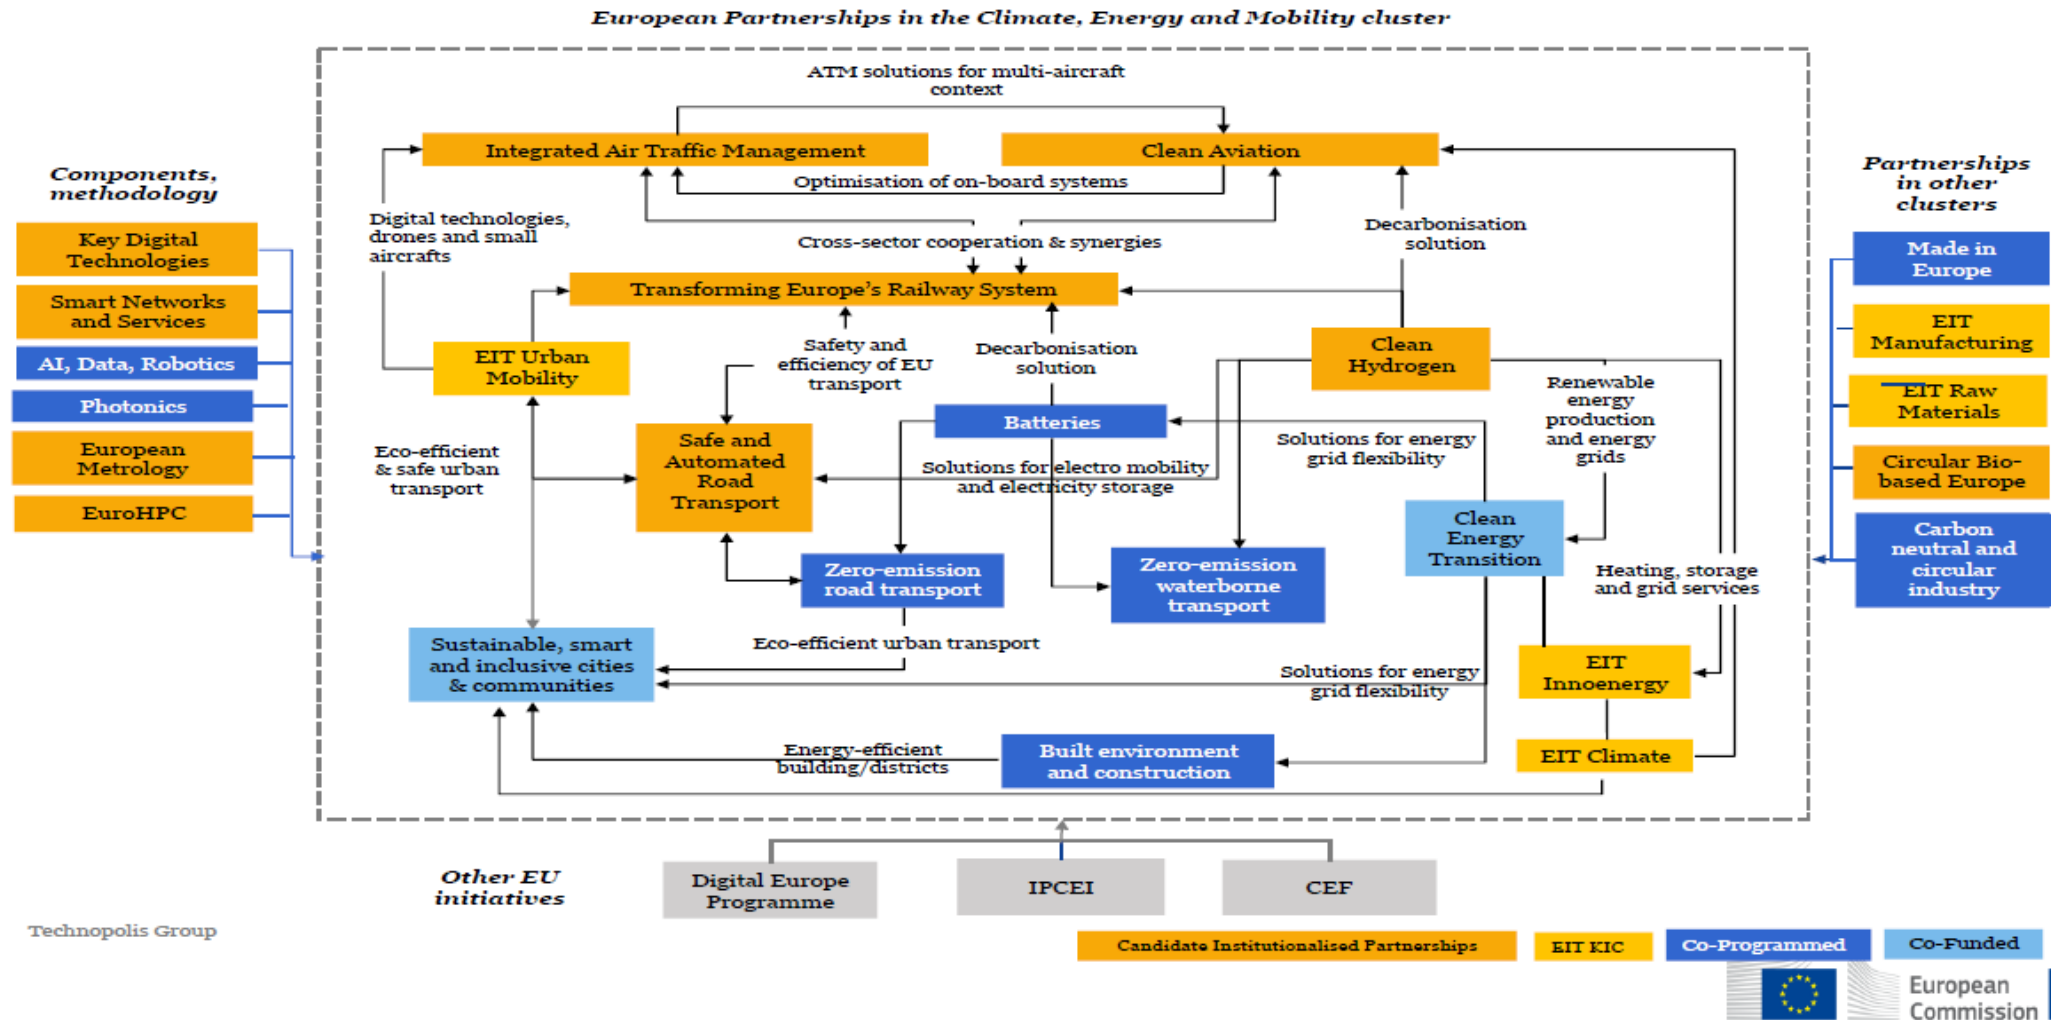 European Partnerships in the Climate, Energy and Mobility cluster
ATM solutions for multi-aircraft
context
Integrated Air Traffic Management
Clean Aviation
Optimisation of on-board systems
Components,
methodology
Key Digital
Technologies
Smart Networks
and Services
AI, Data, Robotics
Photonics
European
Metrology
EuroHPC
Digital technologies,
drones and small
aircrafts
Cross-sector cooperation & synergies
Decarbonisation
solution
Transforming Europe's Railway System
EIT Urban
Mobility
Safety and
efficiency of EU
transport
Decarbonisation
solution
Clean
Hydrogen
Renewable
energy
production
and energy
grids
Batteries
Eco-efficient
& safe urban
transport
Safe and
Automated
Road
Transport
Solutions for electro mobility
and electricity storage
Solutions for energy
grid flexibility
Clean
Energy
Transition
Zero-emission
road transport
Zero-emission
waterborne
transport
Heating, storage
and grid services
Sustainable, smart
and inclusive cities
& communities
Eco-efficient urban transport
Solutions for energy
grid flexibility
EIT
Innoenergy
Energy-efficient
building/districts
Built environment
and construction
EIT Climate
Partnerships
in other
clusters
Made in
Europe
EIT
Manufacturing
EIT Raw
Materials
Circular Bio-
based Europe
Carbon
neutral and
circular
industry
Other EU
initiatives
Digital Europe
Programme
IPCEI
CEF
Technopolis Group
Candidate Institutionalised Partnerships
EIT KIC
Co-Programmed
Co-Funded
European
Commission